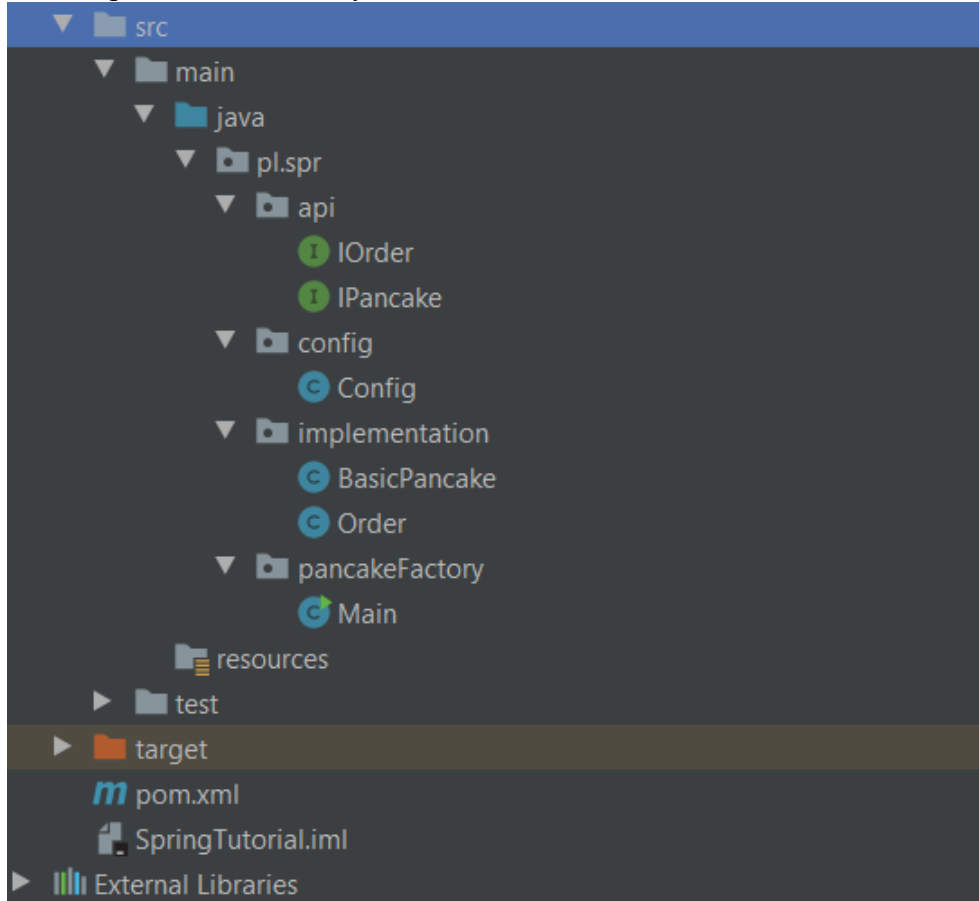 src
main
java
pl.spr
api
I IOrder
I IPancake
config
C Config
implementation
C BasicPancake
C Order
pancakeFactory
C Main
resources
test
target
m pom.xml
SpringTutorial.iml
External Libraries